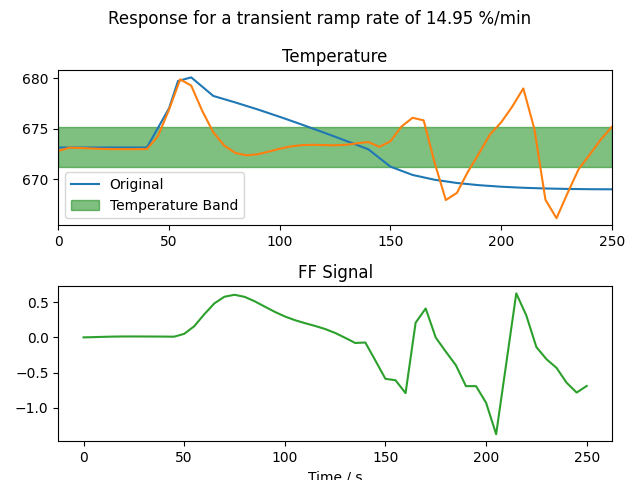 Response for a transient ramp rate of 14.95 %/min
Temperature
680
675
670
Original
Temperature Band
0 50 100 150 200 250
FF Signal
0.5
0.0
−0.5
−1.0
0 50 100 150 200 250
Time / s